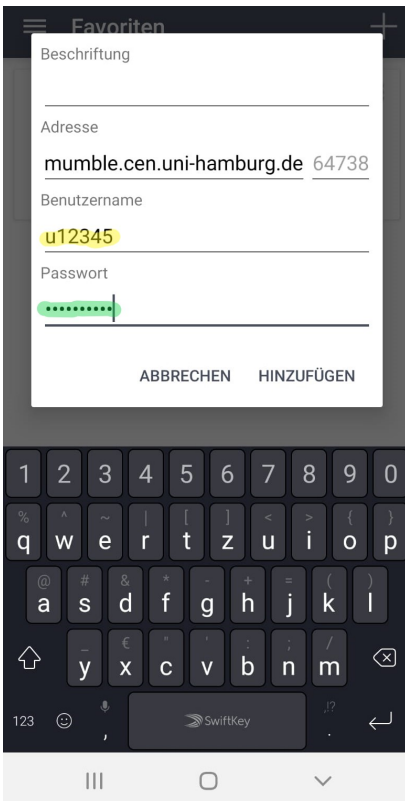 Favoriten
Beschriftung
Adresse
mumble.cen.uni-hamburg.de 64738
Benutzername
u12345
Passwort
••••••••••
ABBRECHEN HINZUFÜGEN
1 2 3 4 5 6 7 8 9 0
% ^ ~ | [ ] < > { }
q w e r t z u i o p
@ # & * - + = ( )
a s d f g h j k l
_ € " ' : ; /
y x c v b n m
123 , SwiftKey ,!? .